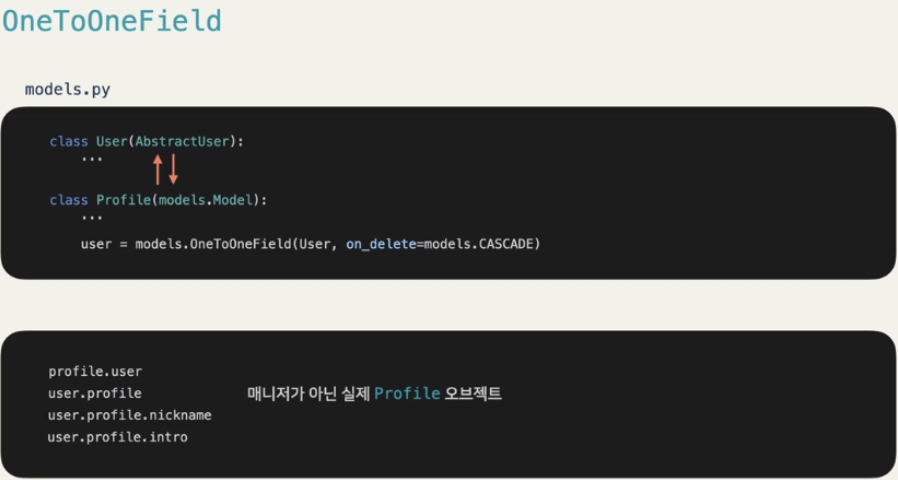 OneToOneField
models.py
class User(AbstractUser):
...
class Profile(models.Model):
...
user = models.OneToOneField(User, on_delete=models.CASCADE)
profile.user
user.profile 매니저가 아닌 실제 Profile 오브젝트
user.profile.nickname
user.profile.intro